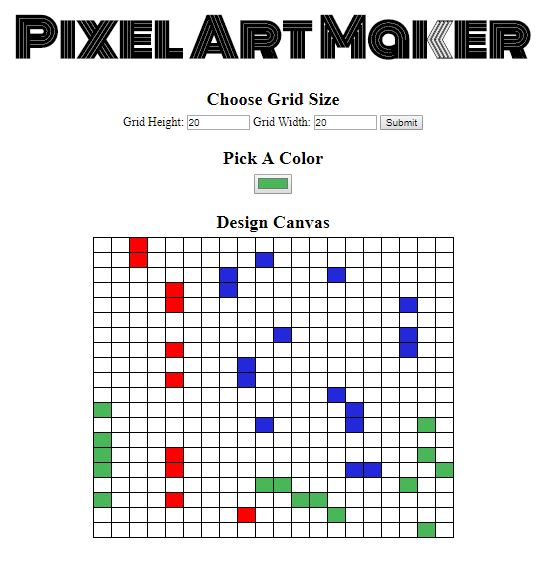 Pixel Art Maker
Choose Grid Size
Grid Height: 20 Grid Width: 20 Submit
Pick A Color
Design Canvas